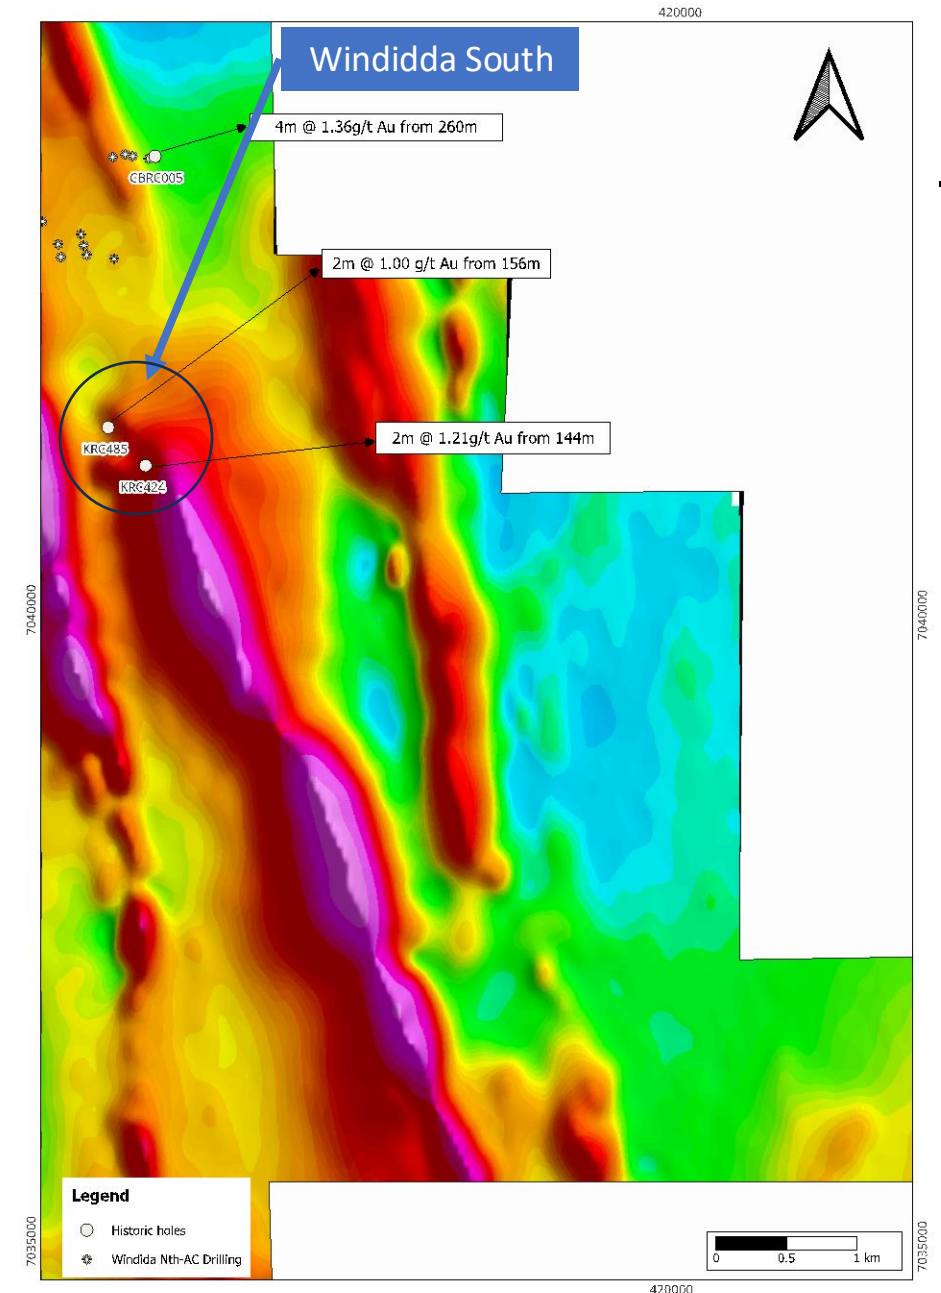 420000
Windidda South
4m @ 1.36g/t Au from 260m
CBRC005
2m @ 1.00 g/t Au from 156m
KRC485
2m @ 1.21g/t Au from 144m
KRC424
7040000
7040000
Legend
Historic holes
Windida Nth-AC Drilling
7035000
0 0.5 1 km
7035000
420000